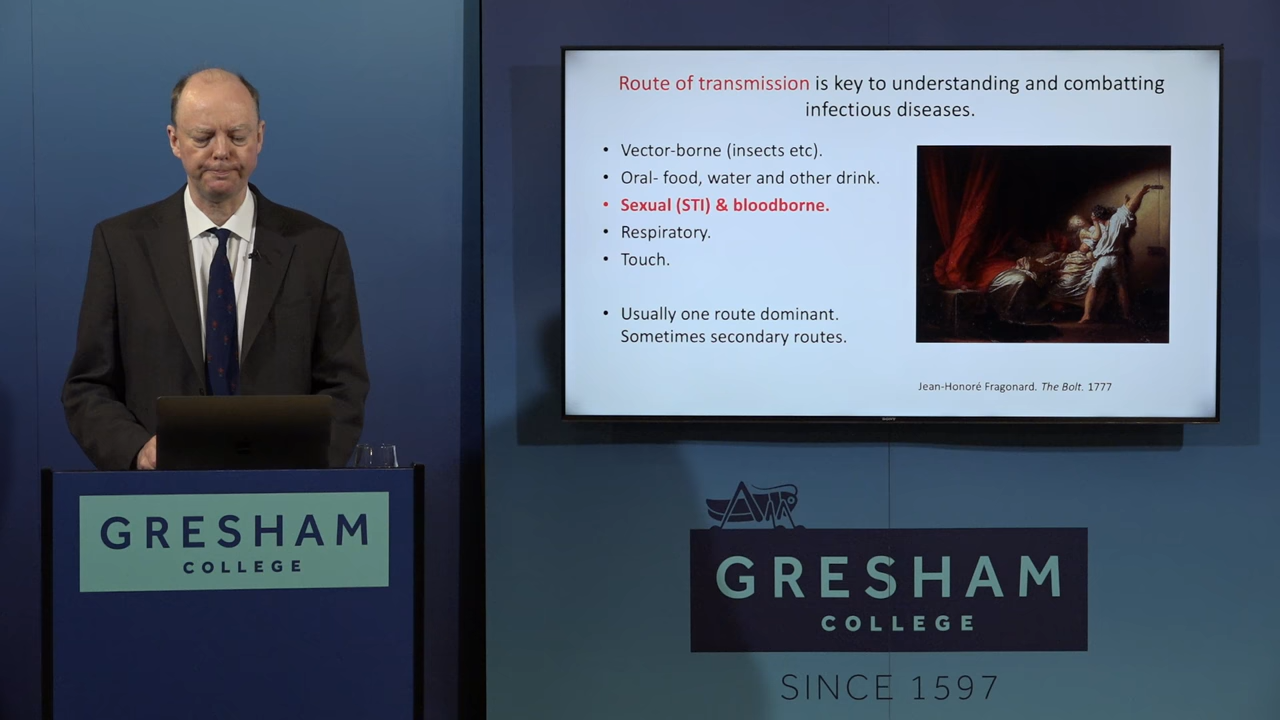 Route of transmission is key to understanding and combatting
infectious diseases.
• Vector-borne (insects etc).
• Oral- food, water and other drink.
• Sexual (STI) & bloodborne.
• Respiratory.
• Touch.
• Usually one route dominant.
Sometimes secondary routes.
Jean-Honoré Fragonard. The Bolt. 1777
GRESHAM
COLLEGE
GRESHAM
COLLEGE
SINCE 1597